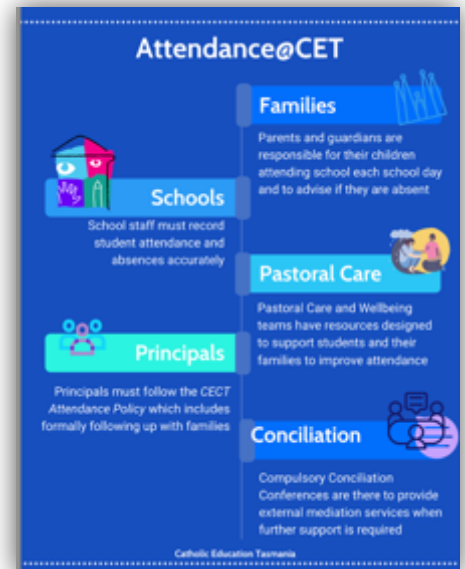 Attendance@CET
Families
Parents and guardians are
responsible for their children
attending school each school day
and to advise if they are absent
Schools
School staff must record
student attendance and
absences accurately
Pastoral Care
Pastoral Care and Wellbeing
teams have resources designed
to support students and their
families to improve attendance
Principals
Principals must follow the CECT
Attendance Policy which includes
formally following up with families
Conciliation
Compulsory Conciliation
Conferences are there to provide
external mediation services when
further support is required
Catholic Education Tasmania